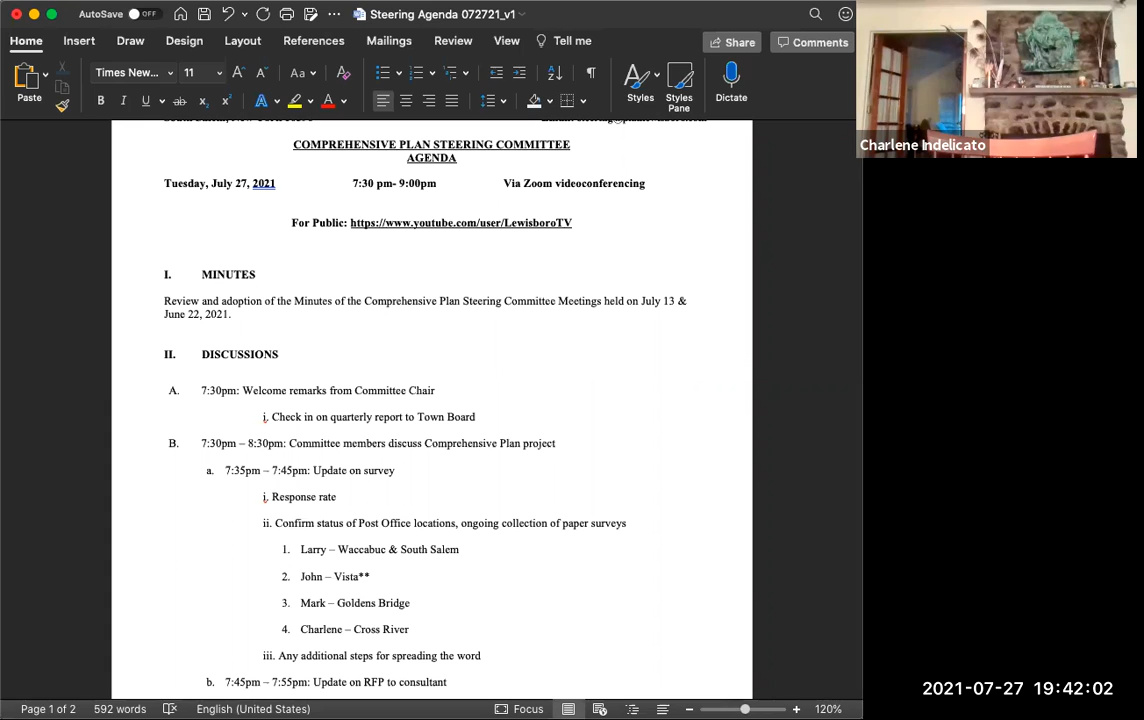 AutoSave OFF ... Steering Agenda 072721_v1
Home Insert Draw Design Layout References Mailings Review View Tell me Share Comments
Paste Times New... 11 Aa Styles Styles Pane Dictate
COMPREHENSIVE PLAN STEERING COMMITTEE
AGENDA
Tuesday, July 27, 2021 7:30 pm- 9:00pm Via Zoom videoconferencing
For Public: https://www.youtube.com/user/LewisboroTV
I. MINUTES
Review and adoption of the Minutes of the Comprehensive Plan Steering Committee Meetings held on July 13 &
June 22, 2021.
II. DISCUSSIONS
A. 7:30pm: Welcome remarks from Committee Chair
i. Check in on quarterly report to Town Board
B. 7:30pm – 8:30pm: Committee members discuss Comprehensive Plan project
a. 7:35pm – 7:45pm: Update on survey
i. Response rate
ii. Confirm status of Post Office locations, ongoing collection of paper surveys
1. Larry – Waccabuc & South Salem
2. John – Vista**
3. Mark – Goldens Bridge
4. Charlene – Cross River
iii. Any additional steps for spreading the word
b. 7:45pm – 7:55pm: Update on RFP to consultant
Page 1 of 2 592 words English (United States) Focus 120%
Charlene Indelicato
2021-07-27 19:42:02